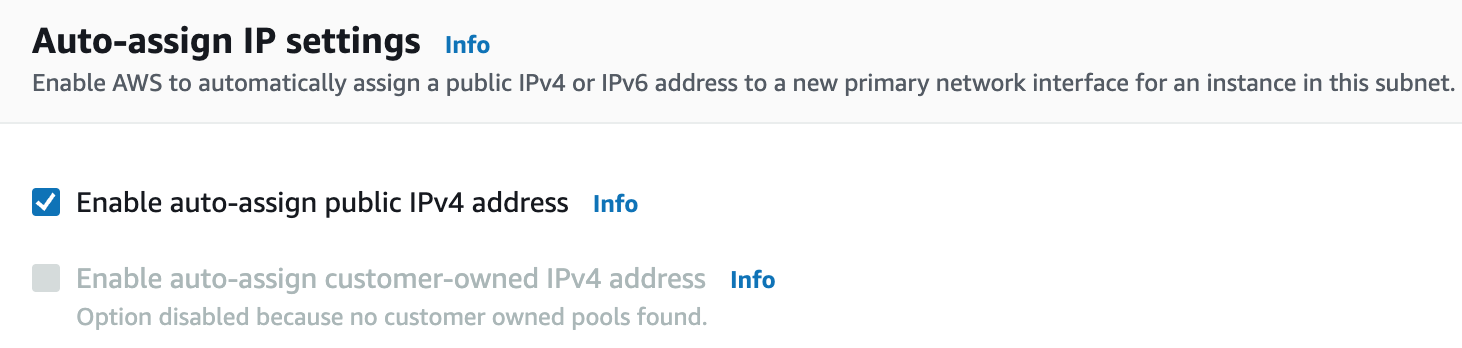 Auto-assign IP settings Info
Enable AWS to automatically assign a public IPv4 or IPv6 address to a new primary network interface for an instance in this subnet.
Enable auto-assign public IPv4 address Info
Enable auto-assign customer-owned IPv4 address Info
Option disabled because no customer owned pools found.